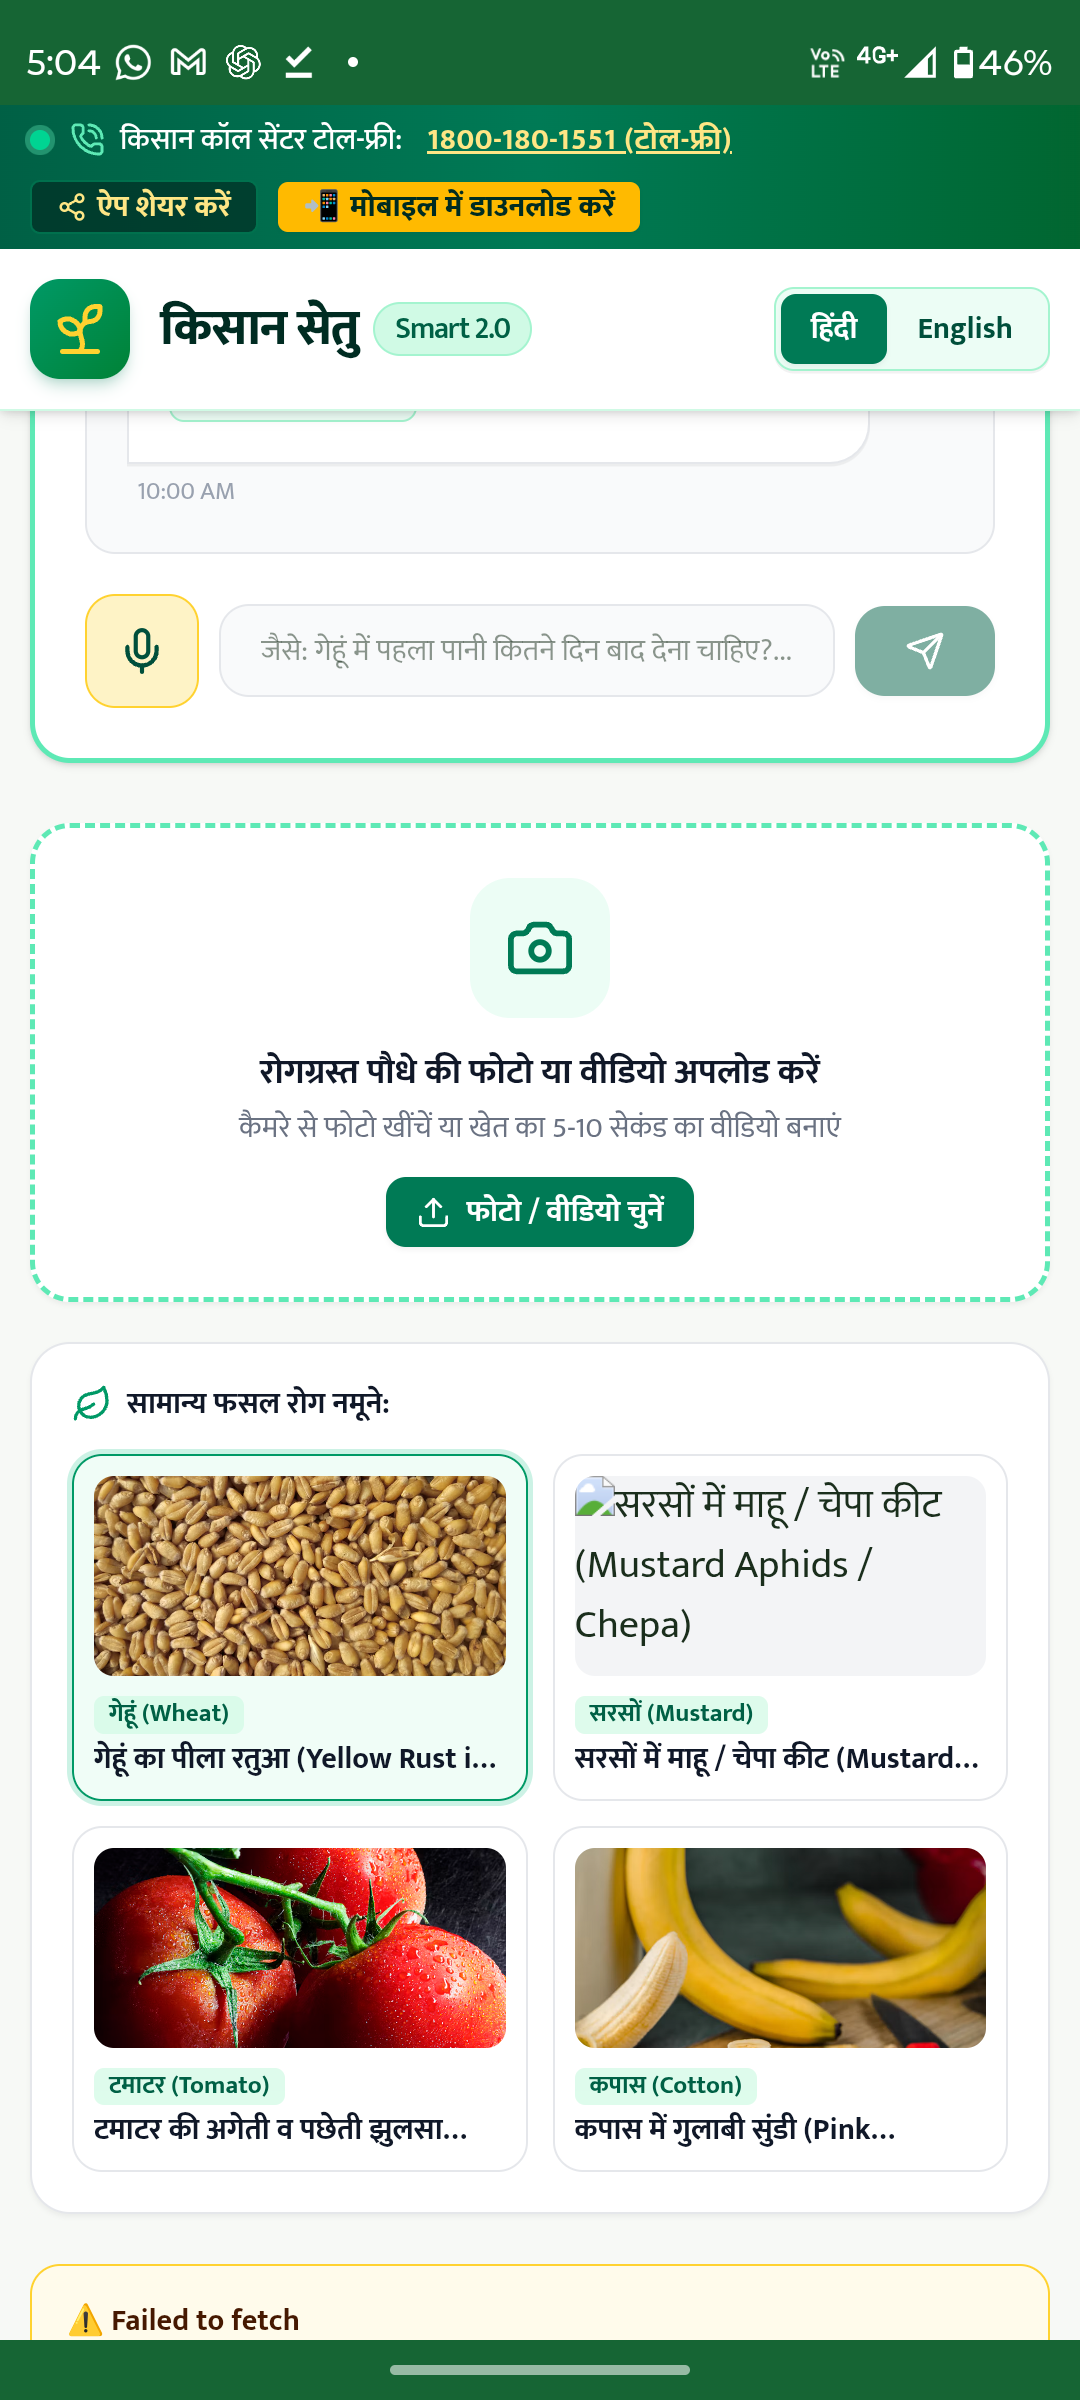 5:04
Vo)) LTE 4G+ 46%
किसान कॉल सेंटर टोल-फ्री: 1800-180-1551 (टोल-फ्री)
ऐप शेयर करें
📲 मोबाइल में डाउनलोड करें
किसान सेतु
Smart 2.0
हिंदी
English
10:00 AM
जैसे: गेहूं में पहला पानी कितने दिन बाद देना चाहिए?...
रोगग्रस्त पौधे की फोटो या वीडियो अपलोड करें
कैमरे से फोटो खींचें या खेत का 5-10 सेकंड का वीडियो बनाएं
फोटो / वीडियो चुनें
सामान्य फसल रोग नमूने:
गेहूं (Wheat)
गेहूं का पीला रतुआ (Yellow Rust i...
सरसों में माहू / चेपा कीट
(Mustard Aphids /
Chepa)
सरसों (Mustard)
सरसों में माहू / चेपा कीट (Mustard...
टमाटर (Tomato)
टमाटर की अगेती व पछेती झुलसा...
कपास (Cotton)
कपास में गुलाबी सुंडी (Pink...
⚠️ Failed to fetch